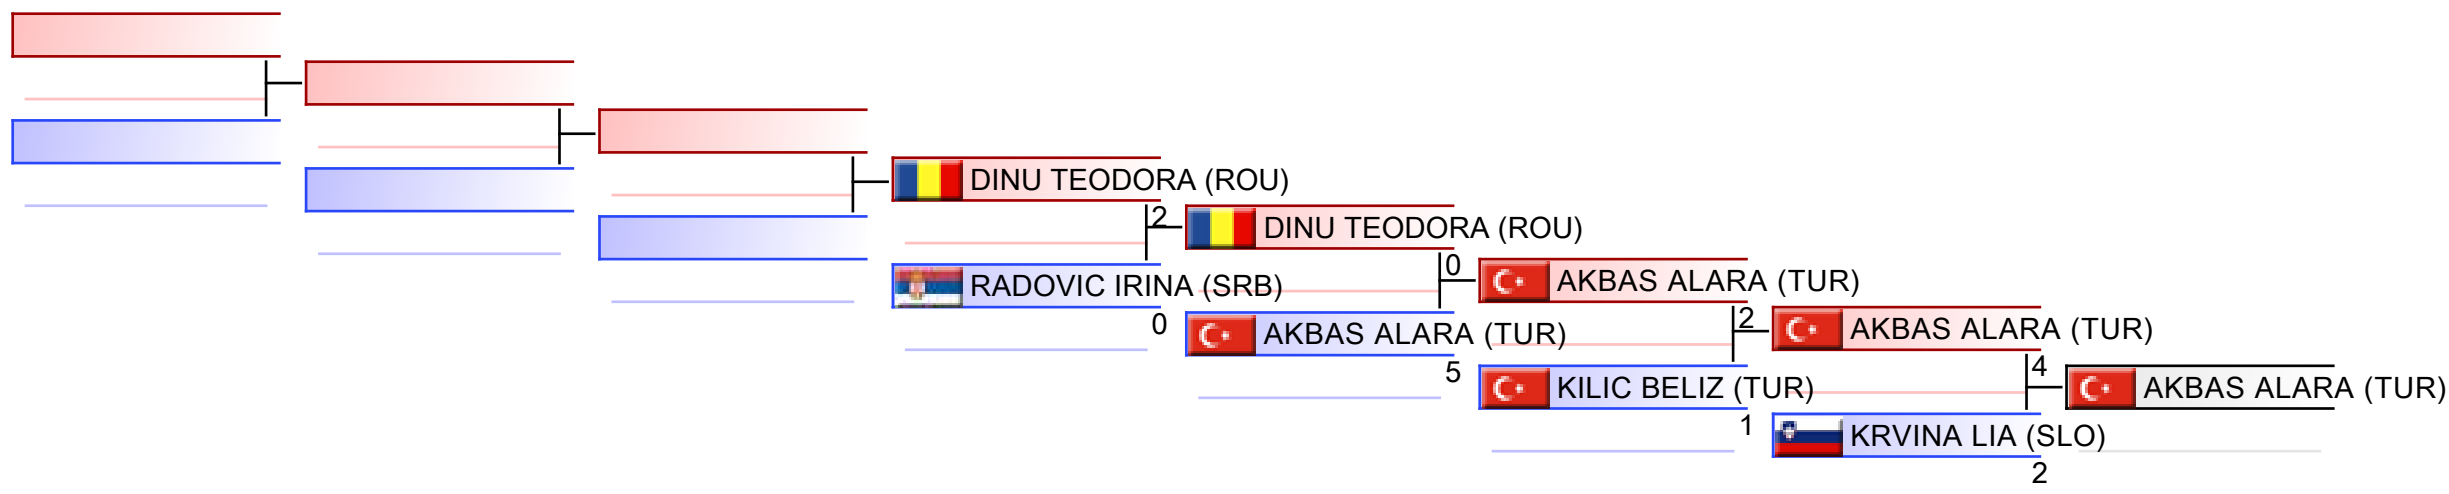 DINU TEODORA (ROU)
2
DINU TEODORA (ROU)
RADOVIC IRINA (SRB)
0
0
AKBAS ALARA (TUR)
AKBAS ALARA (TUR)
5
2
AKBAS ALARA (TUR)
KILIC BELIZ (TUR)
1
4
AKBAS ALARA (TUR)
KRVINA LIA (SLO)
2